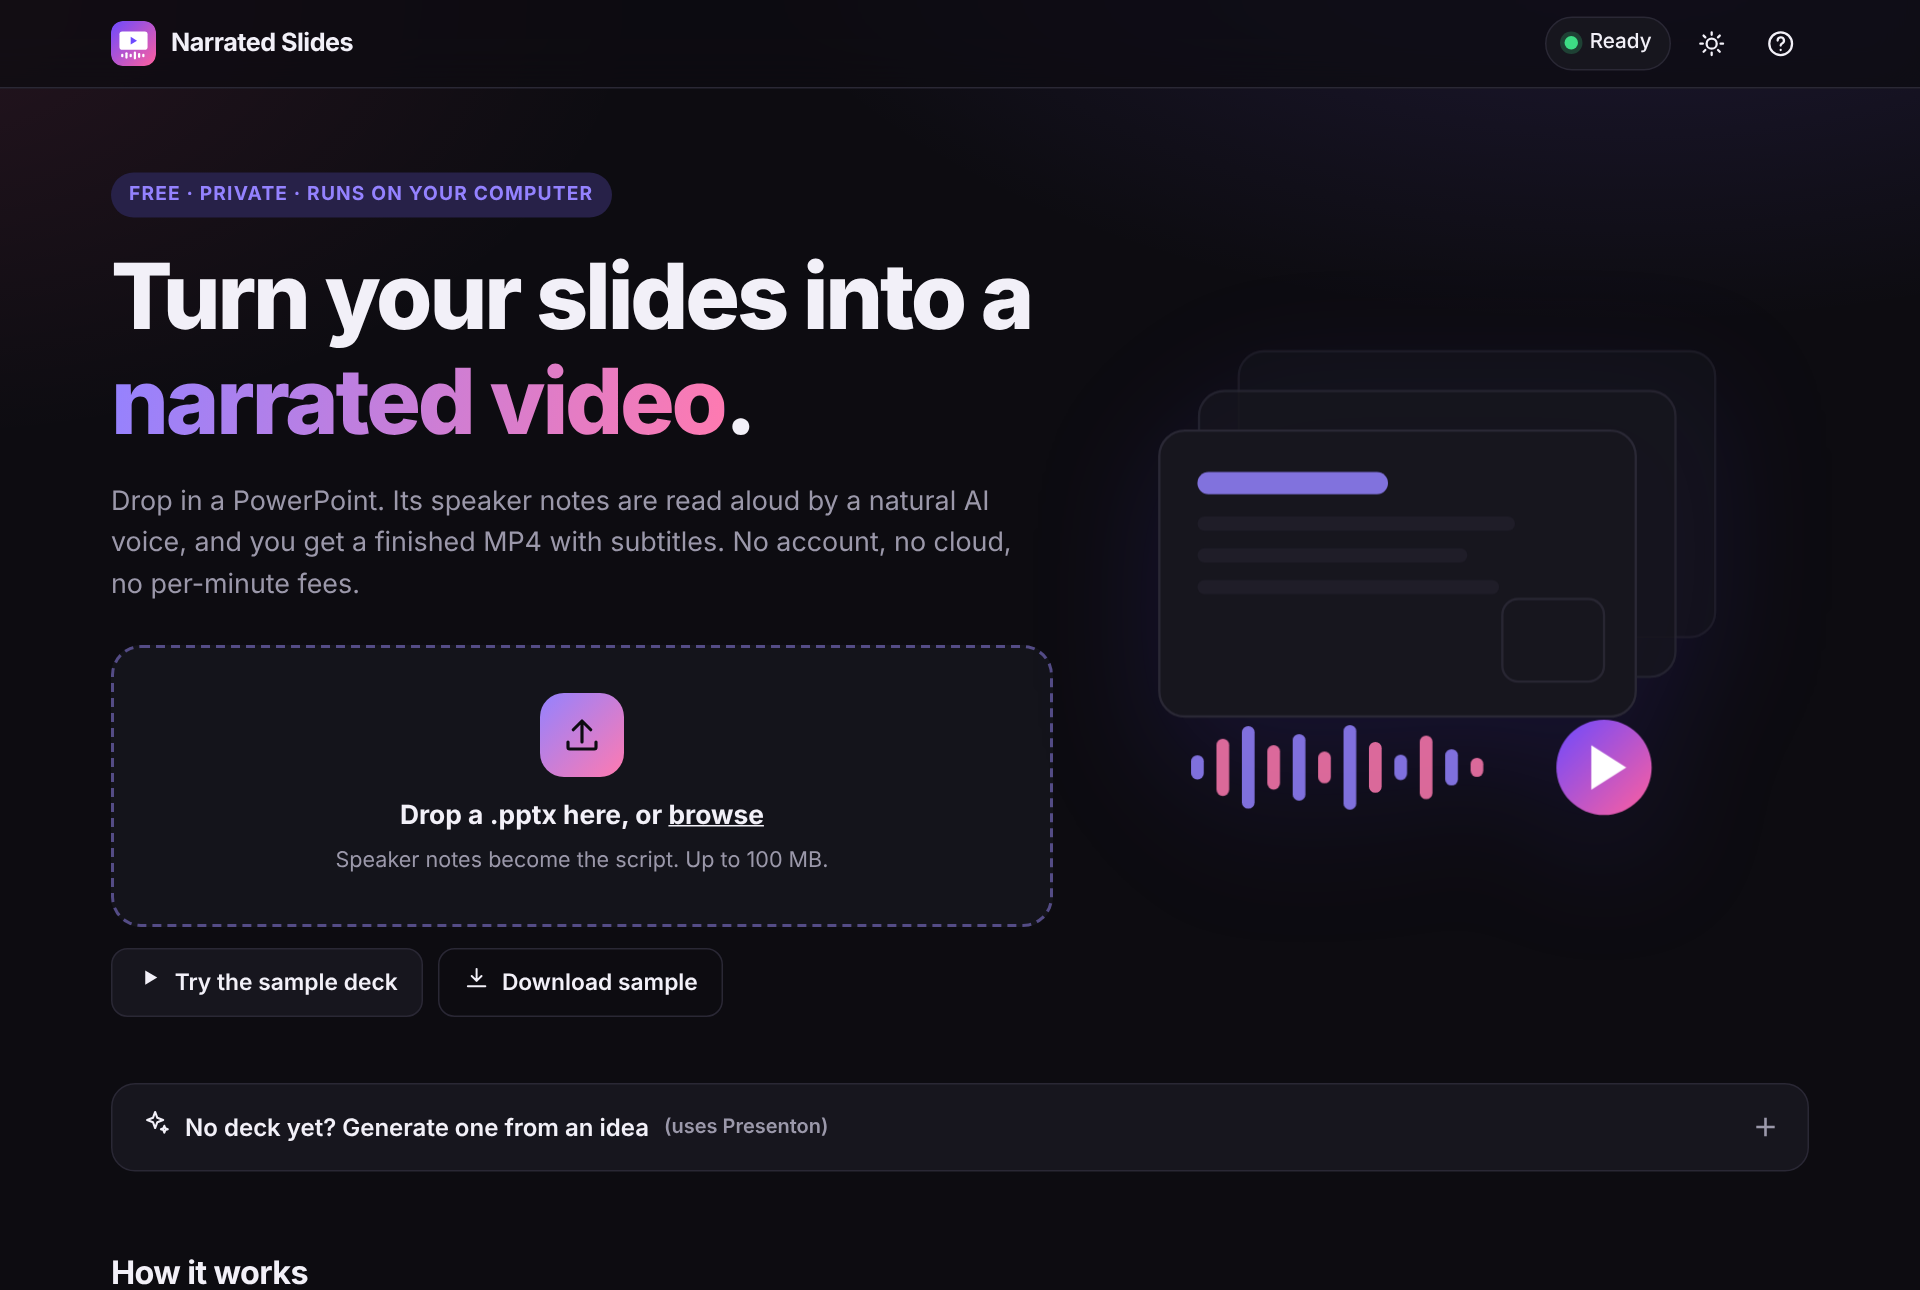 Narrated Slides
Ready
FREE · PRIVATE · RUNS ON YOUR COMPUTER
Turn your slides into a
narrated video.
Drop in a PowerPoint. Its speaker notes are read aloud by a natural AI
voice, and you get a finished MP4 with subtitles. No account, no cloud,
no per-minute fees.
Drop a .pptx here, or browse
Speaker notes become the script. Up to 100 MB.
Try the sample deck
Download sample
No deck yet? Generate one from an idea (uses Presenton)
How it works